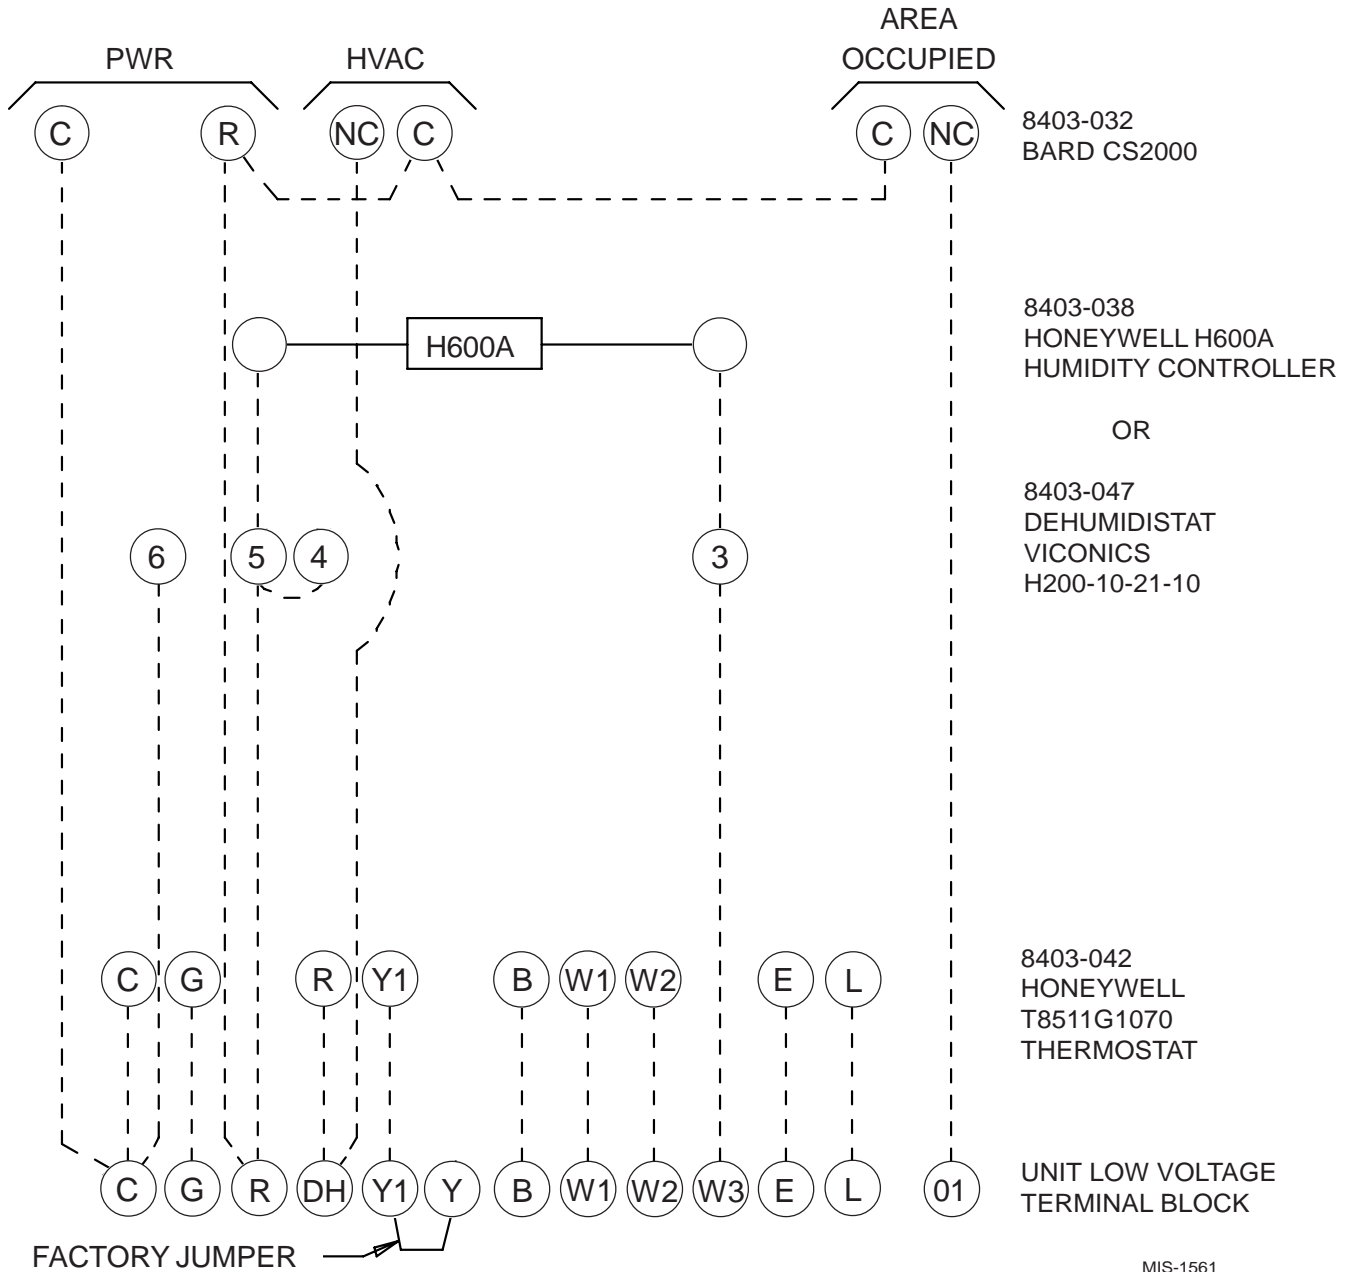 AREA
PWR HVAC OCCUPIED
C R NC C C NC
8403-032
BARD CS2000
H600A
8403-038
HONEYWELL H600A
HUMIDITY CONTROLLER
OR
6 5 4 3
8403-047
DEHUMIDISTAT
VICONICS
H200-10-21-10
C G R Y1 B W1 W2 E L
8403-042
HONEYWELL
T8511G1070
THERMOSTAT
C G R DH Y1 Y B W1 W2 W3 E L 01
UNIT LOW VOLTAGE
TERMINAL BLOCK
FACTORY JUMPER
MIS-1561